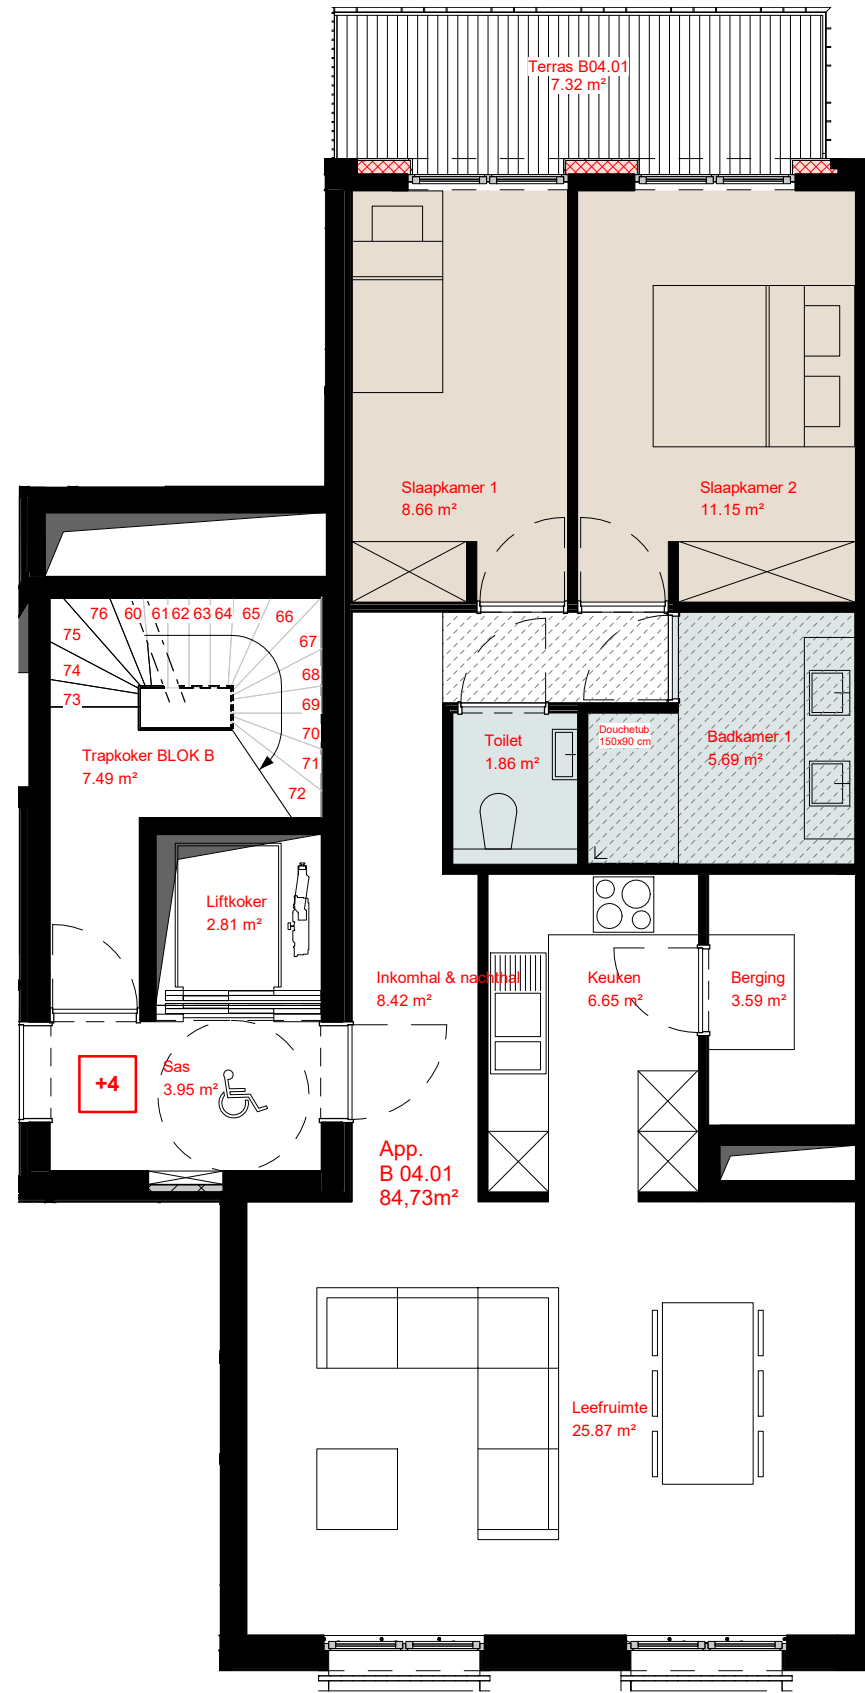 Terras B04.01
7.32 m²
Slaapkamer 1
8.66 m²
Slaapkamer 2
11.15 m²
76 60 61 62 63 64 65 66
75
67
74
68
73
69
70
71
72
Trapkoker BLOK B
7.49 m²
Toilet
1.86 m²
Douchetub
150x90 cm
Badkamer 1
5.69 m²
Liftkoker
2.81 m²
Inkomhal & nachthal
8.42 m²
Keuken
6.65 m²
Berging
3.59 m²
+4
Sas
3.95 m²
App.
B 04.01
84,73m²
Leefruimte
25.87 m²